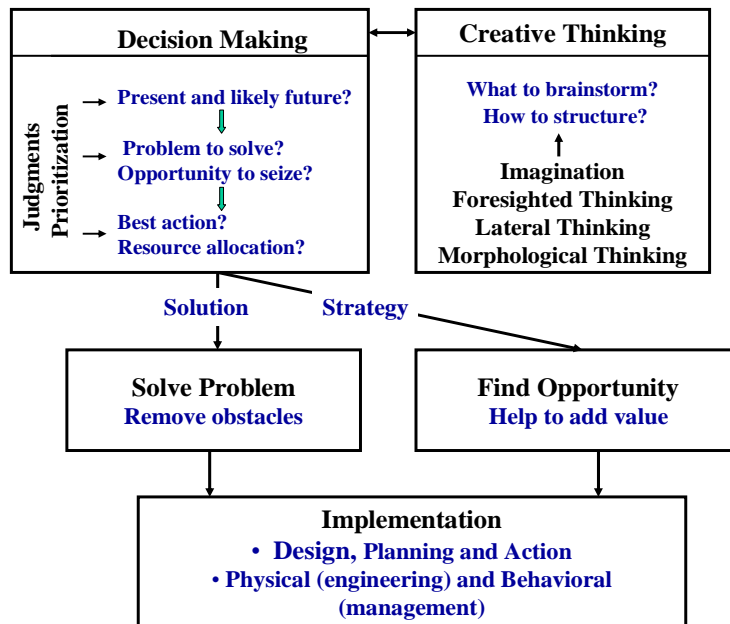 Decision Making
Judgments
Prioritization
Present and likely future?
Problem to solve?
Opportunity to seize?
Best action?
Resource allocation?
Creative Thinking
What to brainstorm?
How to structure?
Imagination
Foresighted Thinking
Lateral Thinking
Morphological Thinking
Solution
Strategy
Solve Problem
Remove obstacles
Find Opportunity
Help to add value
Implementation
• Design, Planning and Action
• Physical (engineering) and Behavioral
(management)